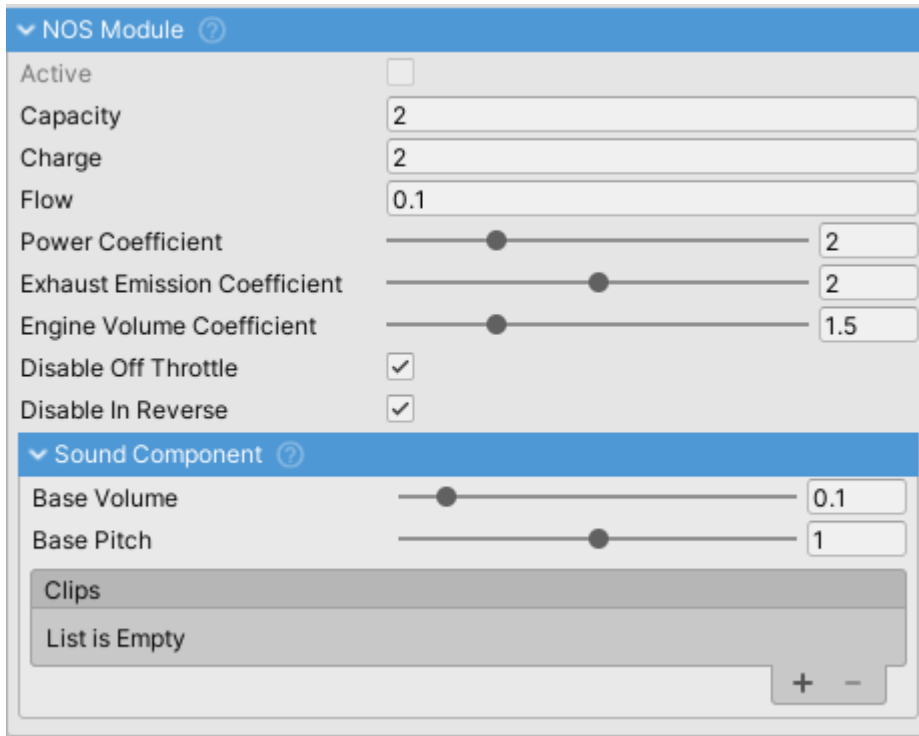 NOS Module ?
Active
Capacity 2
Charge 2
Flow 0.1
Power Coefficient 2
Exhaust Emission Coefficient 2
Engine Volume Coefficient 1.5
Disable Off Throttle
Disable In Reverse
Sound Component ?
Base Volume 0.1
Base Pitch 1
Clips
List is Empty
+ −